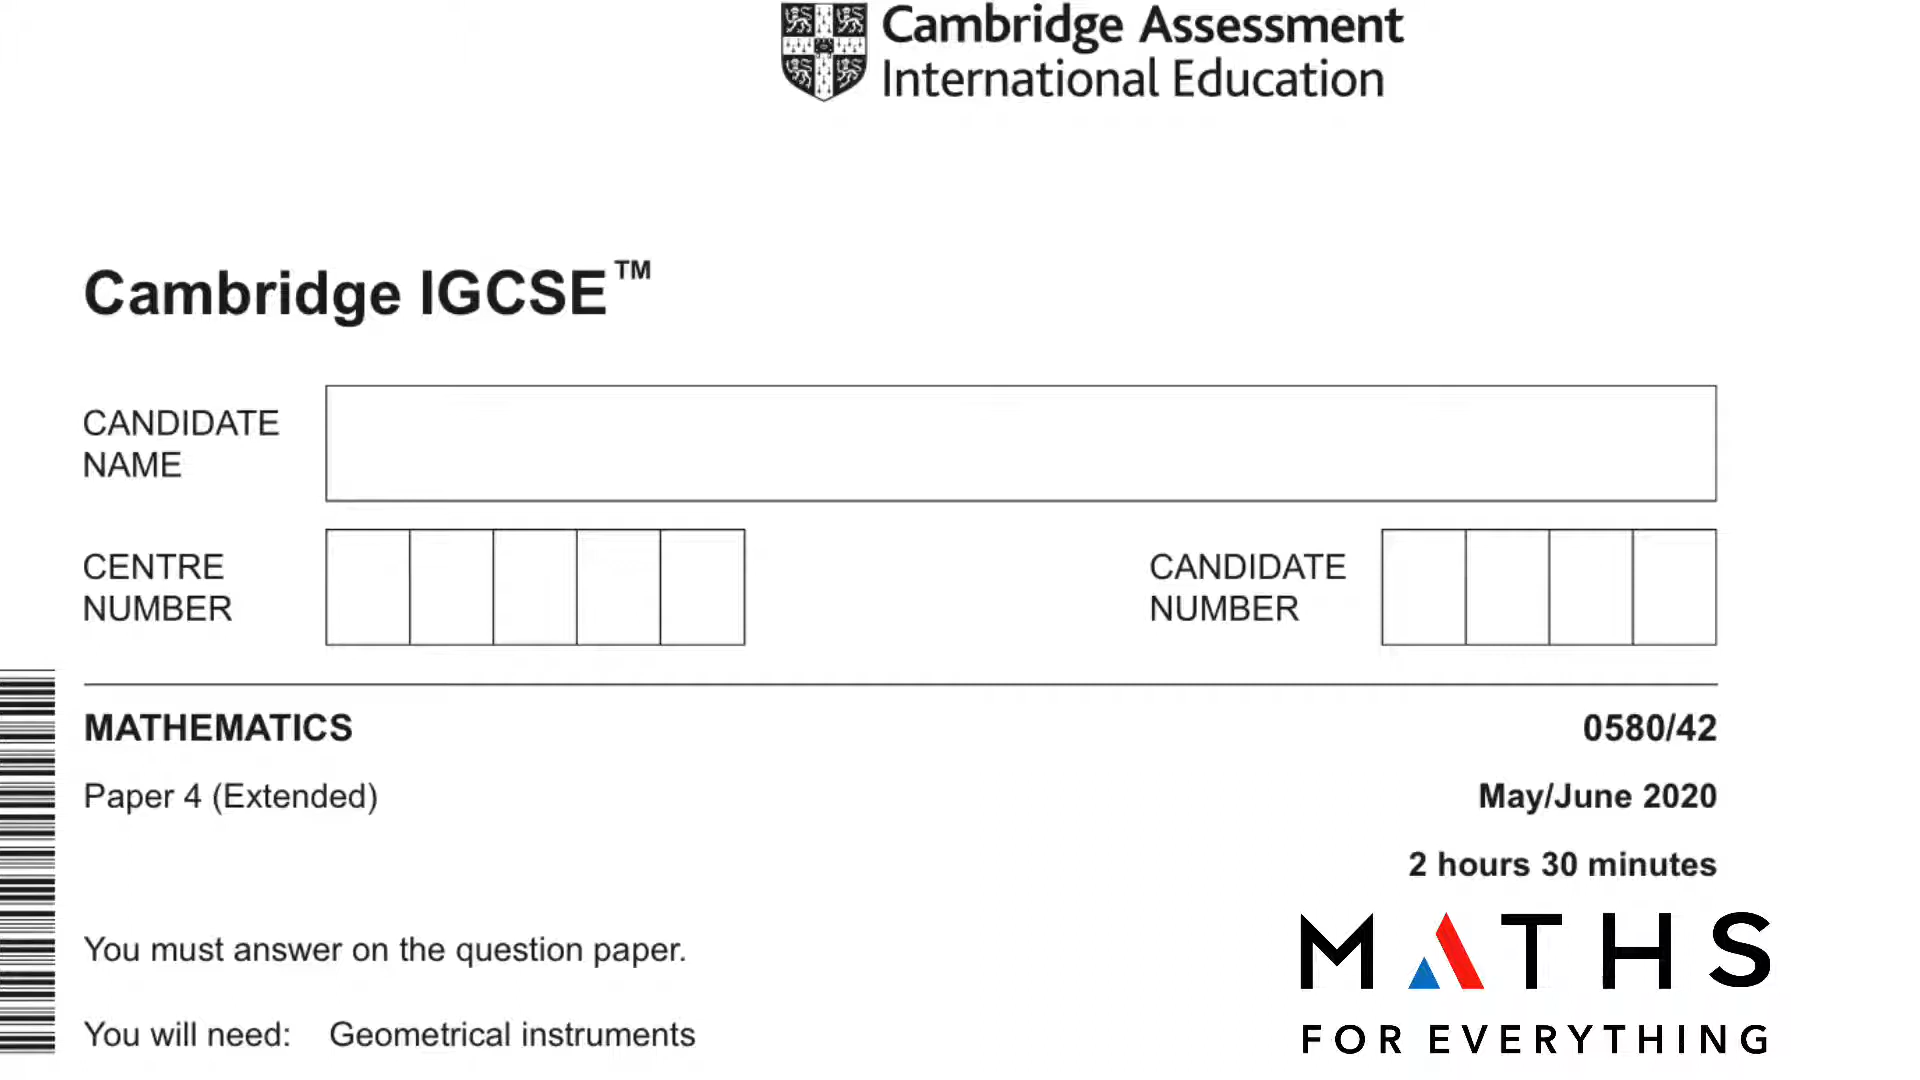 Cambridge Assessment
International Education
Cambridge IGCSE™
CANDIDATE
NAME
CENTRE
NUMBER
CANDIDATE
NUMBER
MATHEMATICS 0580/42
Paper 4 (Extended) May/June 2020
2 hours 30 minutes
You must answer on the question paper.
You will need: Geometrical instruments
MATHS
FOR EVERYTHING